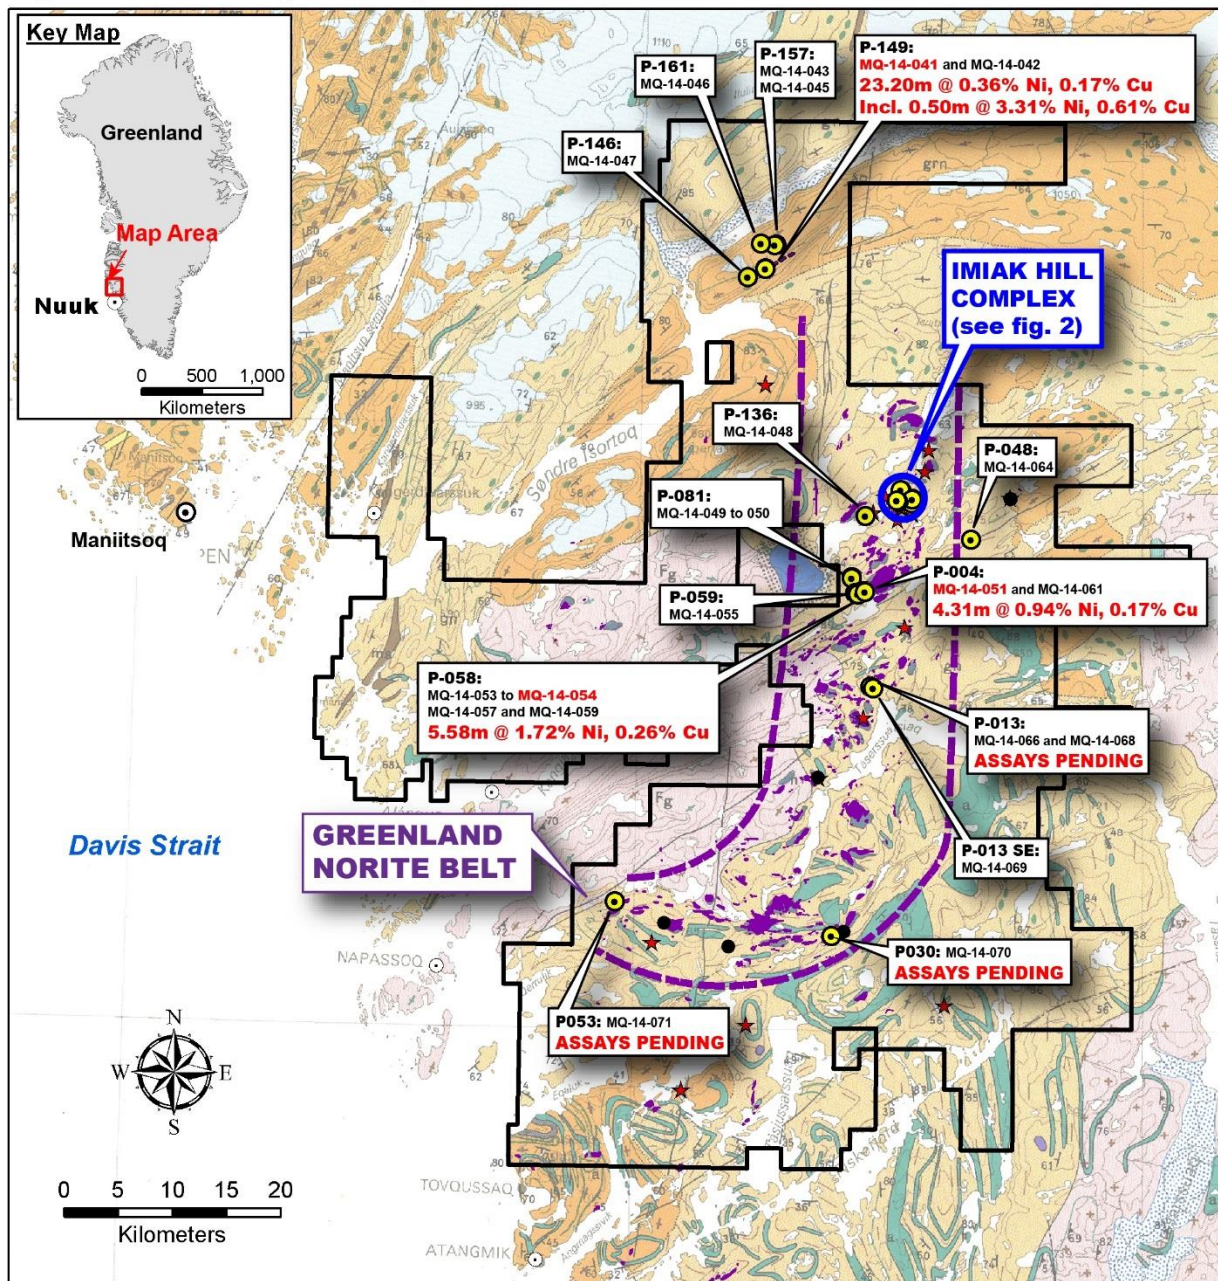 Key Map
Greenland
Map Area
Nuuk
0 500 1,000
Kilometers
P-161:
MQ-14-046
P-157:
MQ-14-043
MQ-14-045
P-149:
MQ-14-041 and MQ-14-042
23.20m @ 0.36% Ni, 0.17% Cu
Incl. 0.50m @ 3.31% Ni, 0.61% Cu
P-146:
MQ-14-047
IMIAK HILL
COMPLEX
(see fig. 2)
P-136:
MQ-14-048
P-048:
MQ-14-064
P-081:
MQ-14-049 to 050
Søndre Isortoq
Maniitsoq
P-059:
MQ-14-055
P-004:
MQ-14-051 and MQ-14-061
4.31m @ 0.94% Ni, 0.17% Cu
P-058:
MQ-14-053 to MQ-14-054
MQ-14-057 and MQ-14-059
5.58m @ 1.72% Ni, 0.26% Cu
P-013:
MQ-14-066 and MQ-14-068
ASSAYS PENDING
Davis Strait
GREENLAND
NORITE BELT
P-013 SE:
MQ-14-069
NAPASSOQ
P030: MQ-14-070
ASSAYS PENDING
P053: MQ-14-071
ASSAYS PENDING
N
W E
S
0 5 10 15 20
Kilometers
TOVQUSSAQ
ATANGMIK